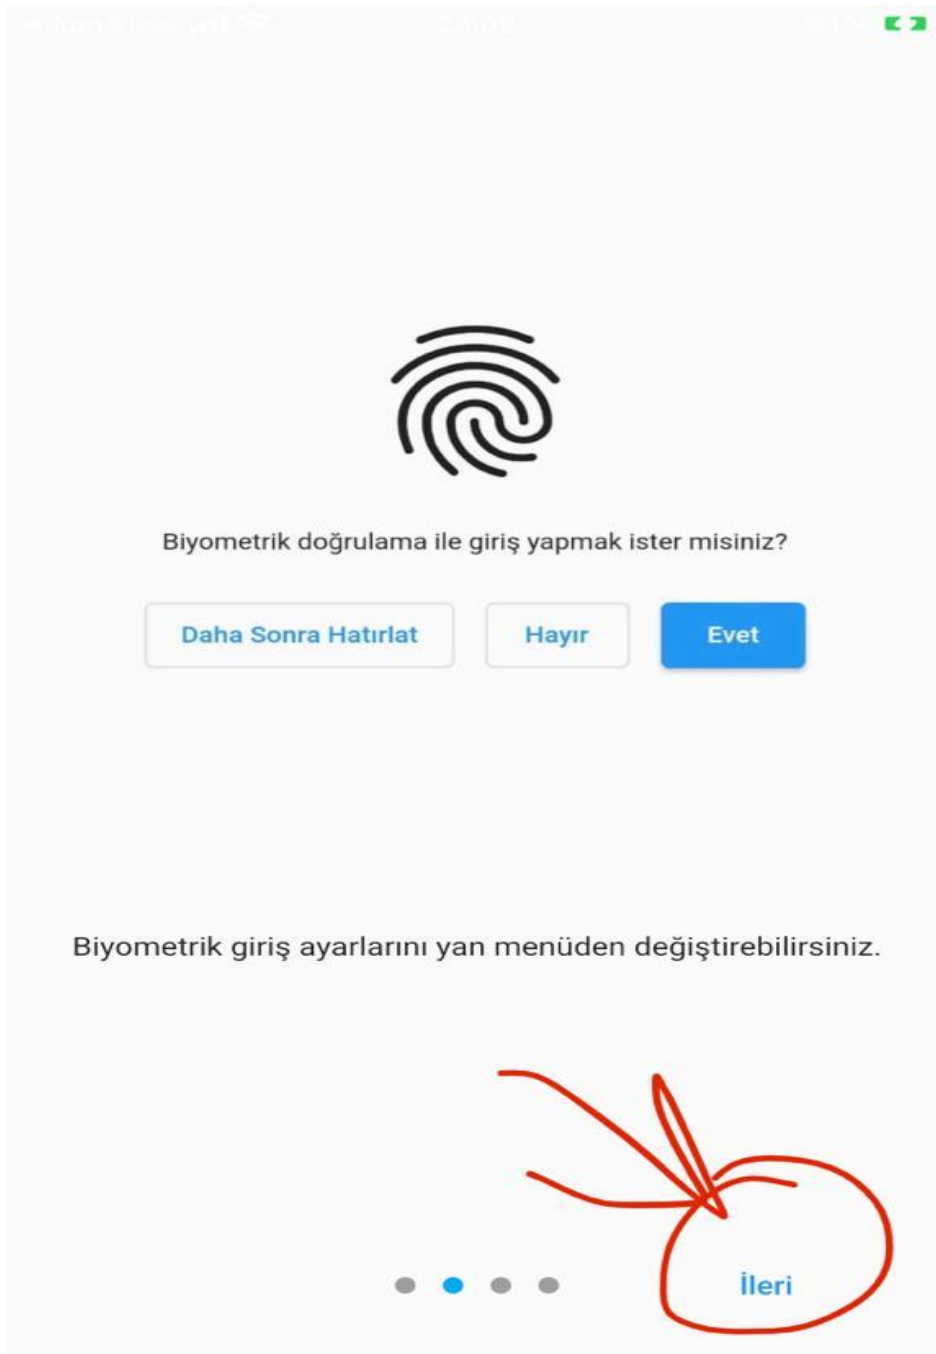 Biyometrik doğrulama ile giriş yapmak ister misiniz?
Daha Sonra Hatırlat Hayır Evet
Biyometrik giriş ayarlarını yan menüden değiştirebilirsiniz.
İleri